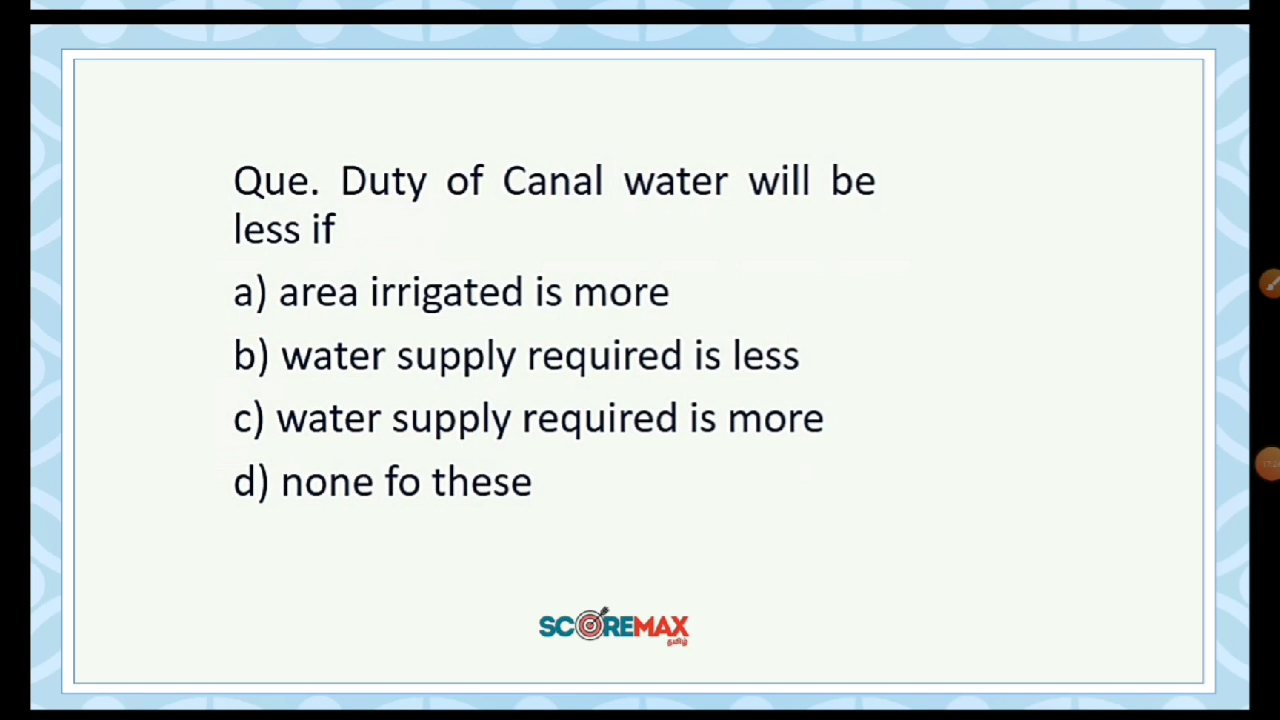 Que. Duty of Canal water will be
less if
a) area irrigated is more
b) water supply required is less
c) water supply required is more
d) none fo these
SCOREMAX
தமிழ்